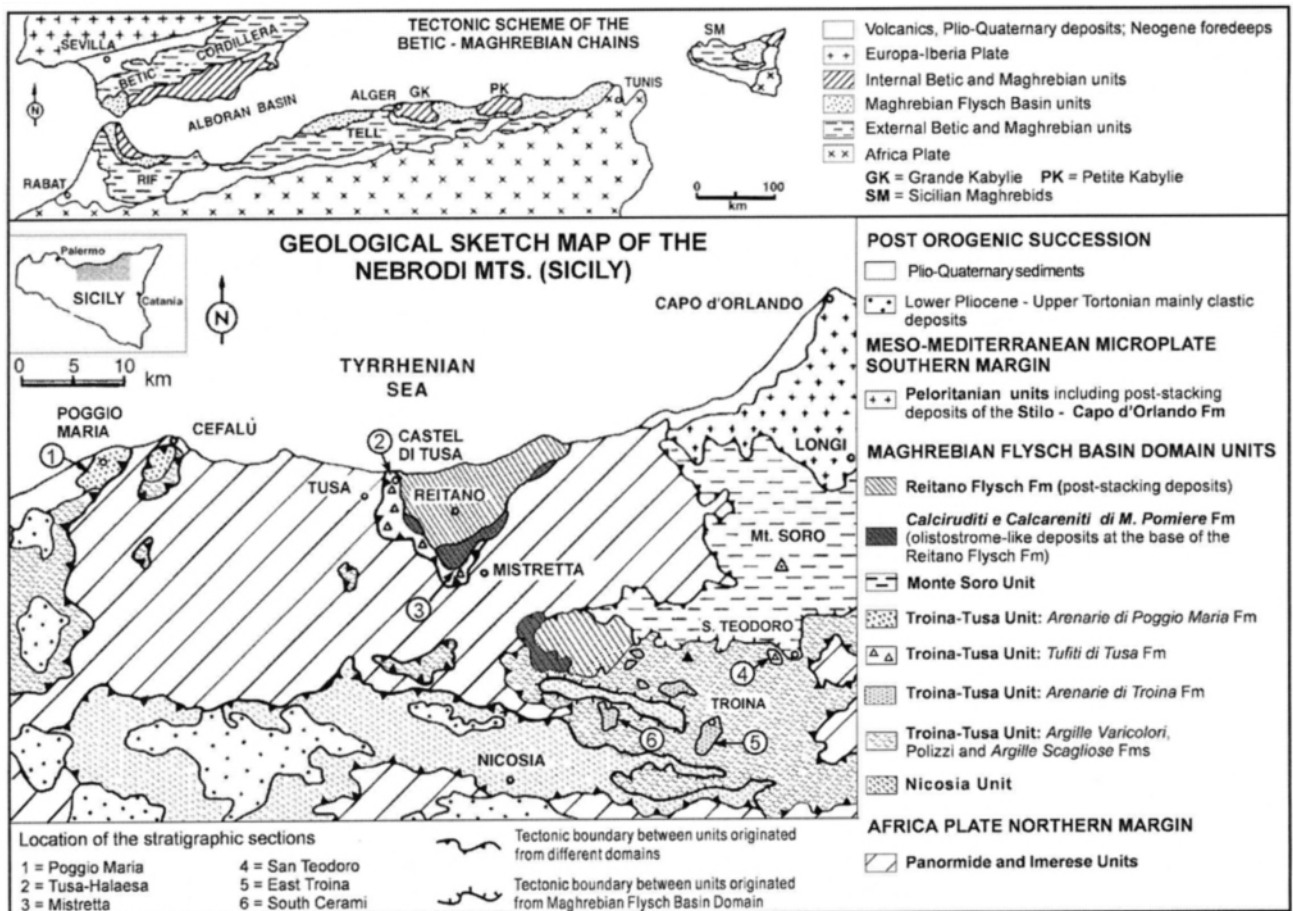 TECTONIC SCHEME OF THE
BETIC - MAGHREBIAN CHAINS
SEVILLA
BETIC
CORDILLERA
N
ALBORAN BASIN
ALGER
GK
PK
TUNIS
TELL
RABAT
RIF
SM
0 100
km
Volcanics, Plio-Quaternary deposits; Neogene foredeeps
Europa-Iberia Plate
Internal Betic and Maghrebian units
Maghrebian Flysch Basin units
External Betic and Maghrebian units
Africa Plate
GK = Grande Kabylie PK = Petite Kabylie
SM = Sicilian Maghrebids
GEOLOGICAL SKETCH MAP OF THE
NEBRODI MTS. (SICILY)
Palermo
SICILY
Catania
N
0 5 10
km
TYRRHENIAN
SEA
CAPO d'ORLANDO
POGGIO
MARIA
1
CEFALÚ
2
CASTEL
DI TUSA
TUSA
REITANO
LONGI
Mt. SORO
MISTRETTA
3
S. TEODORO
4
TROINA
6
5
NICOSIA
POST OROGENIC SUCCESSION
Plio-Quaternary sediments
Lower Pliocene - Upper Tortonian mainly clastic
deposits
MESO-MEDITERRANEAN MICROPLATE
SOUTHERN MARGIN
Peloritanian units including post-stacking
deposits of the Stilo - Capo d'Orlando Fm
MAGHREBIAN FLYSCH BASIN DOMAIN UNITS
Reitano Flysch Fm (post-stacking deposits)
Calciruditi e Calcareniti di M. Pomiere Fm
(olistostrome-like deposits at the base of the
Reitano Flysch Fm)
Monte Soro Unit
Troina-Tusa Unit: Arenarie di Poggio Maria Fm
Troina-Tusa Unit: Tufiti di Tusa Fm
Troina-Tusa Unit: Arenarie di Troina Fm
Troina-Tusa Unit: Argille Varicolori,
Polizzi and Argille Scagliose Fms
Nicosia Unit
AFRICA PLATE NORTHERN MARGIN
Panormide and Imerese Units
Location of the stratigraphic sections
1 = Poggio Maria
2 = Tusa-Halaesa
3 = Mistretta
4 = San Teodoro
5 = East Troina
6 = South Cerami
Tectonic boundary between units originated
from different domains
Tectonic boundary between units originated
from Maghrebian Flysch Basin Domain